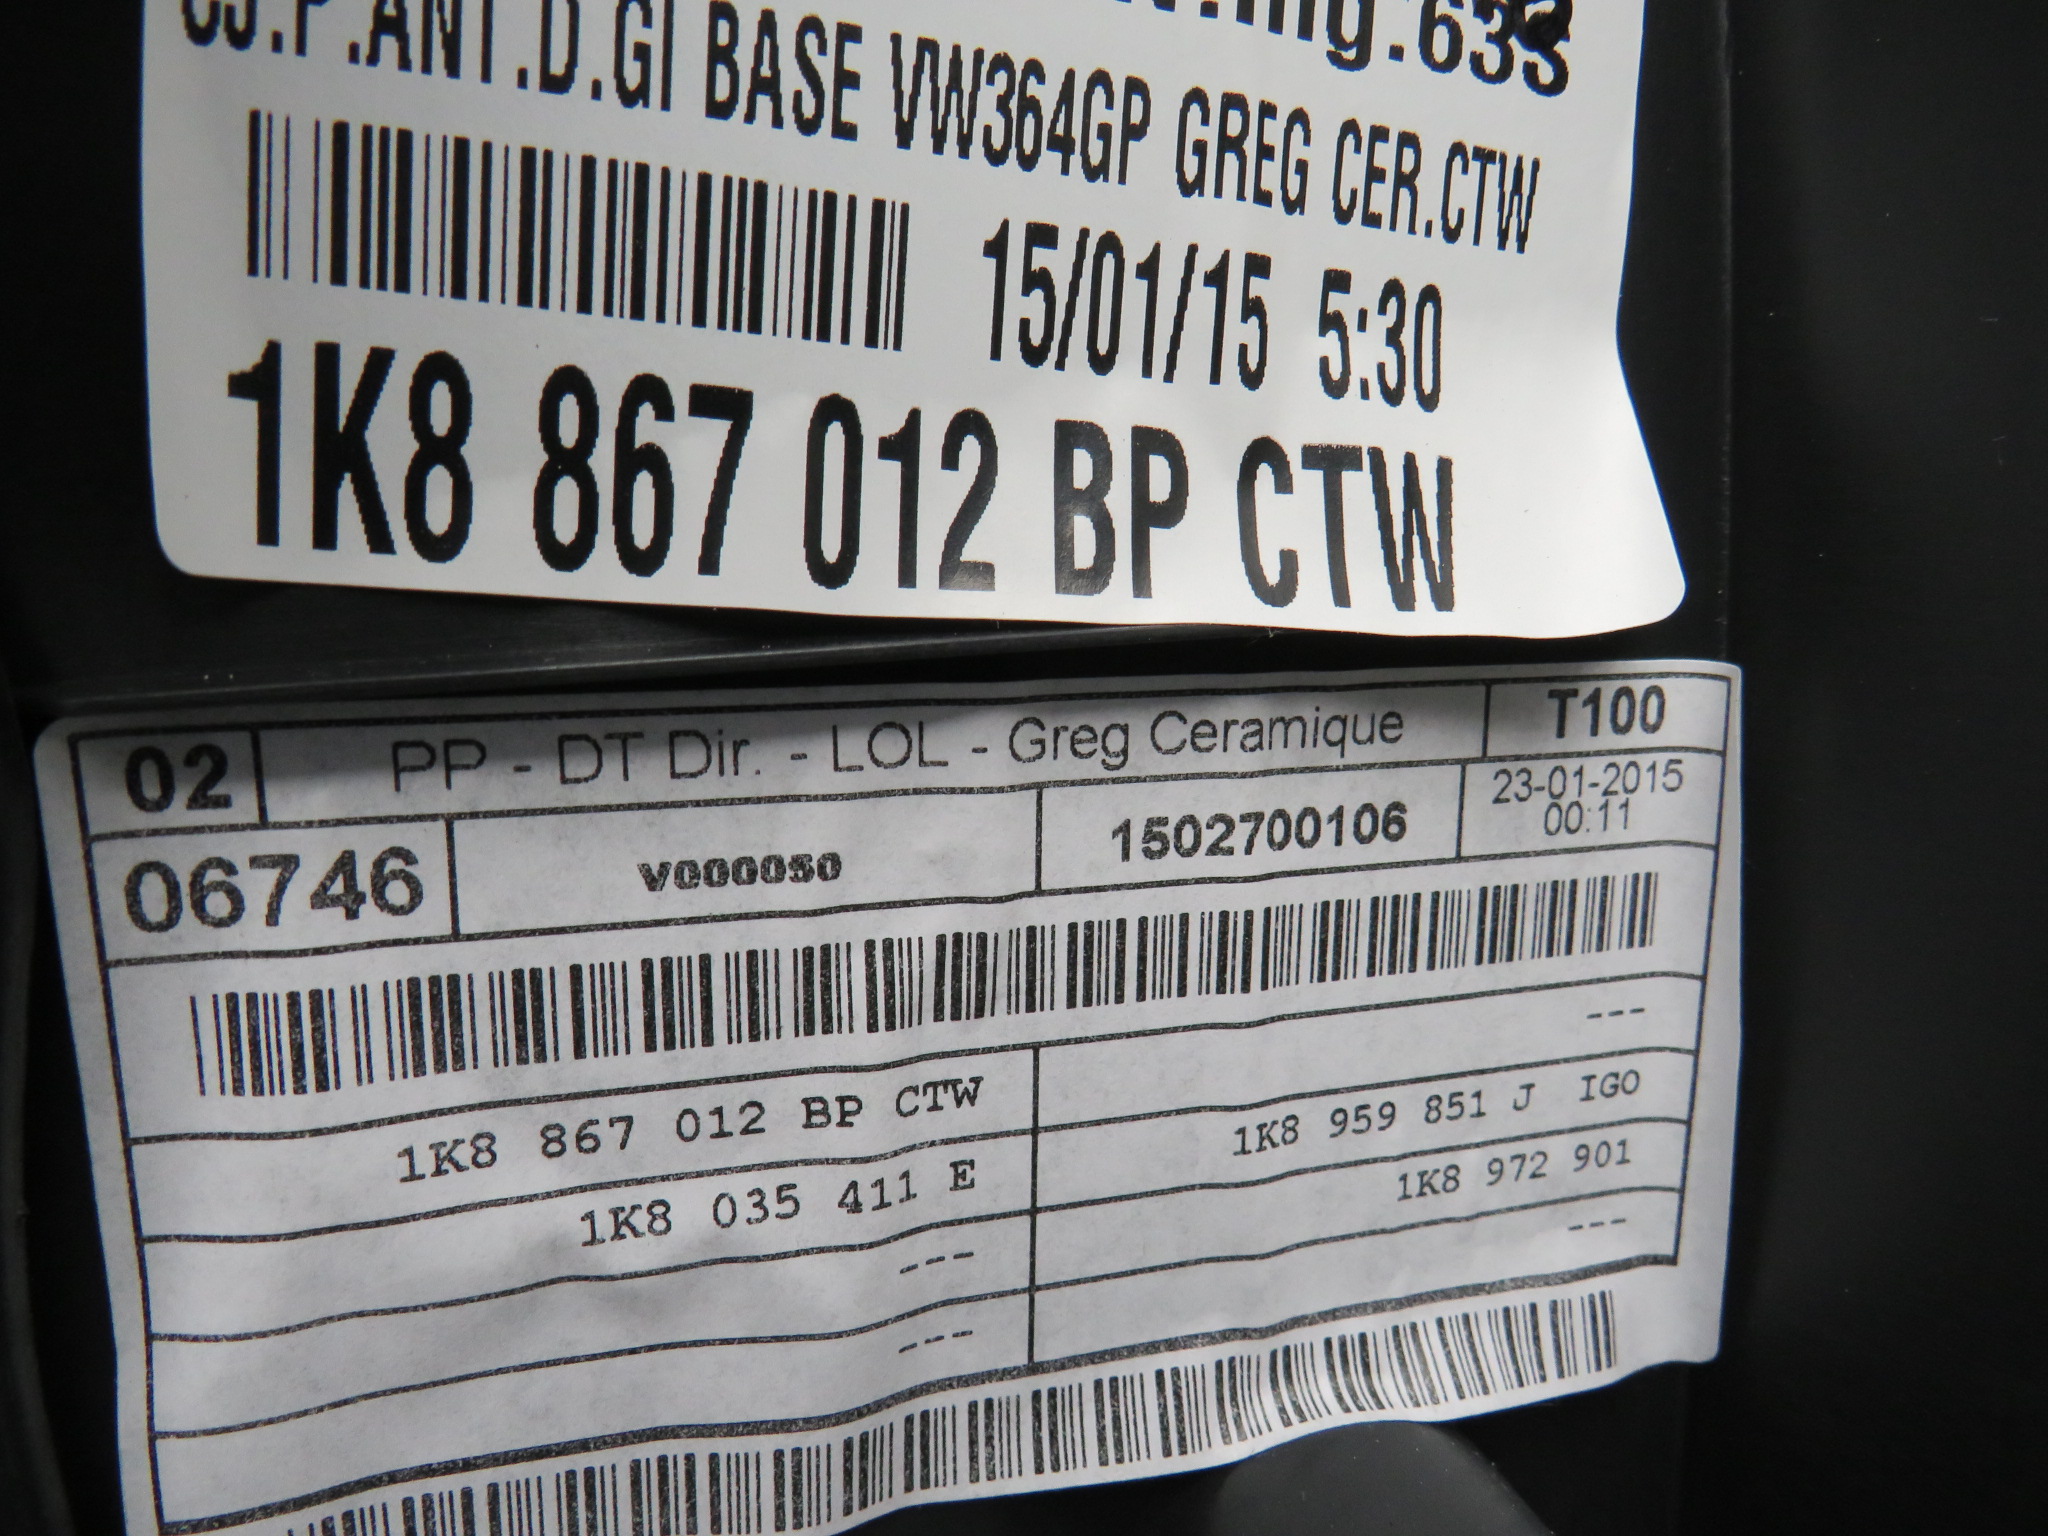 CJ.P.ANT.D.GI BASE VW364GP GREG CER.CTW
15/01/15 5:30
1K8 867 012 BP CTW
02 PP - DT Dir. - LOL - Greg Ceramique T100
06746 V000050 1502700106 23-01-2015
00:11
---
1K8 867 012 BP CTW 1K8 959 851 J IGO
1K8 035 411 E 1K8 972 901
--- ---
---